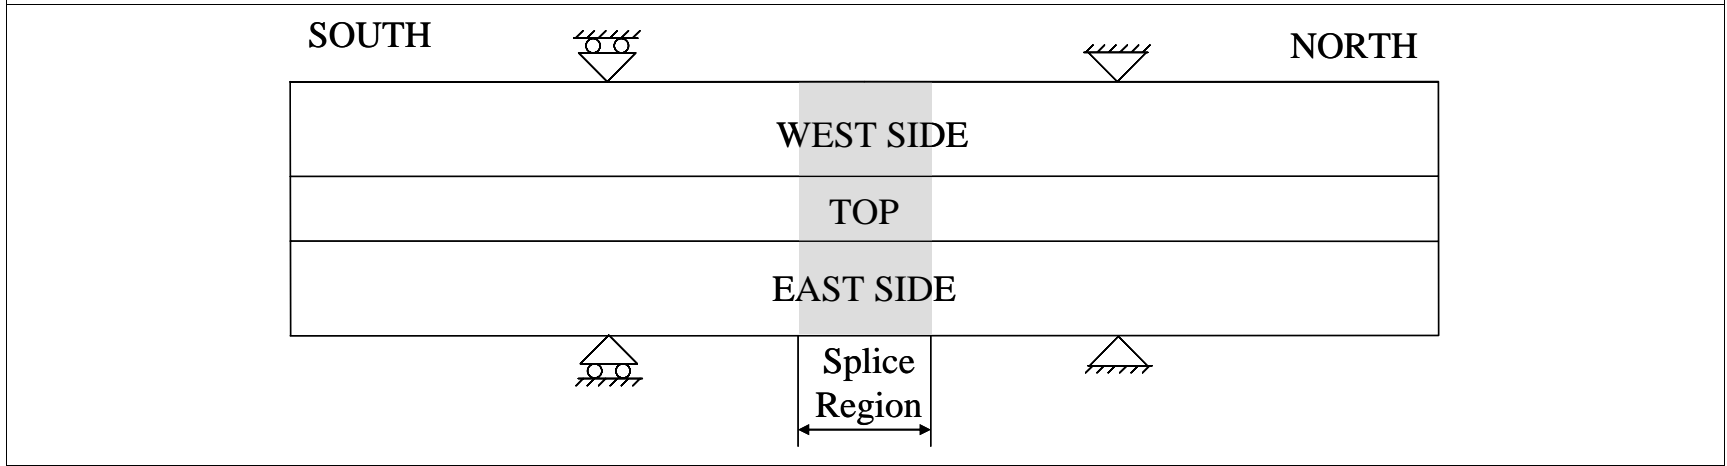 SOUTH
NORTH
WEST SIDE
TOP
EAST SIDE
Splice
Region